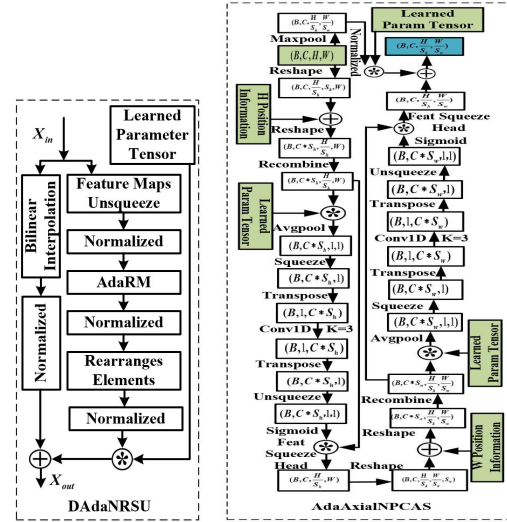 X_in
Learned
Parameter
Tensor
Bilinear
Interpolation
Feature Maps
Unsqueeze
Normalized
AdaRM
Normalized
Normalized
Rearranges
Elements
Normalized
+
*
X_out
DAdaNRSU
(B,C,H/S_h,W/S_w)
Maxpool
(B,C,H,W)
Reshape
(B,C,H/S_h,S_h,W)
H Position
Information
+
Reshape
(B,C*S_h,H/S_h,W)
Recombine
(B,C*S_h,H/S_h,W)
Learned
Param Tensor
*
Avgpool
(B,C*S_h,1,1)
Squeeze
(B,C*S_h,1)
Transpose
(B,1,C*S_h)
Conv1D K=3
(B,1,C*S_h)
Transpose
(B,C*S_h,1)
Unsqueeze
(B,C*S_h,1,1)
Sigmoid
Feat
Squeeze
Head
*
(B,C,H/S_h,W)
Reshape
Learned
Param Tensor
Normalized
*
+
(B,C,H/S_h,W/S_w)
(B,C,H/S_h,W/S_w)
Feat Squeeze
Head
*
Sigmoid
(B,C*S_w,1,1)
Unsqueeze
(B,C*S_w,1)
Transpose
(B,1,C*S_w)
Conv1D K=3
(B,1,C*S_w)
Transpose
(B,C*S_w,1)
Squeeze
(B,C*S_w,1,1)
Avgpool
*
Learned
Param Tensor
(B,C*S_w,H/S_h,W/S_w)
Recombine
(B,C*S_w,H/S_h,W/S_w)
Reshape
+
W Position
Information
(B,C,H/S_h,W/S_w,S_w)
AdaAxialNPCAS